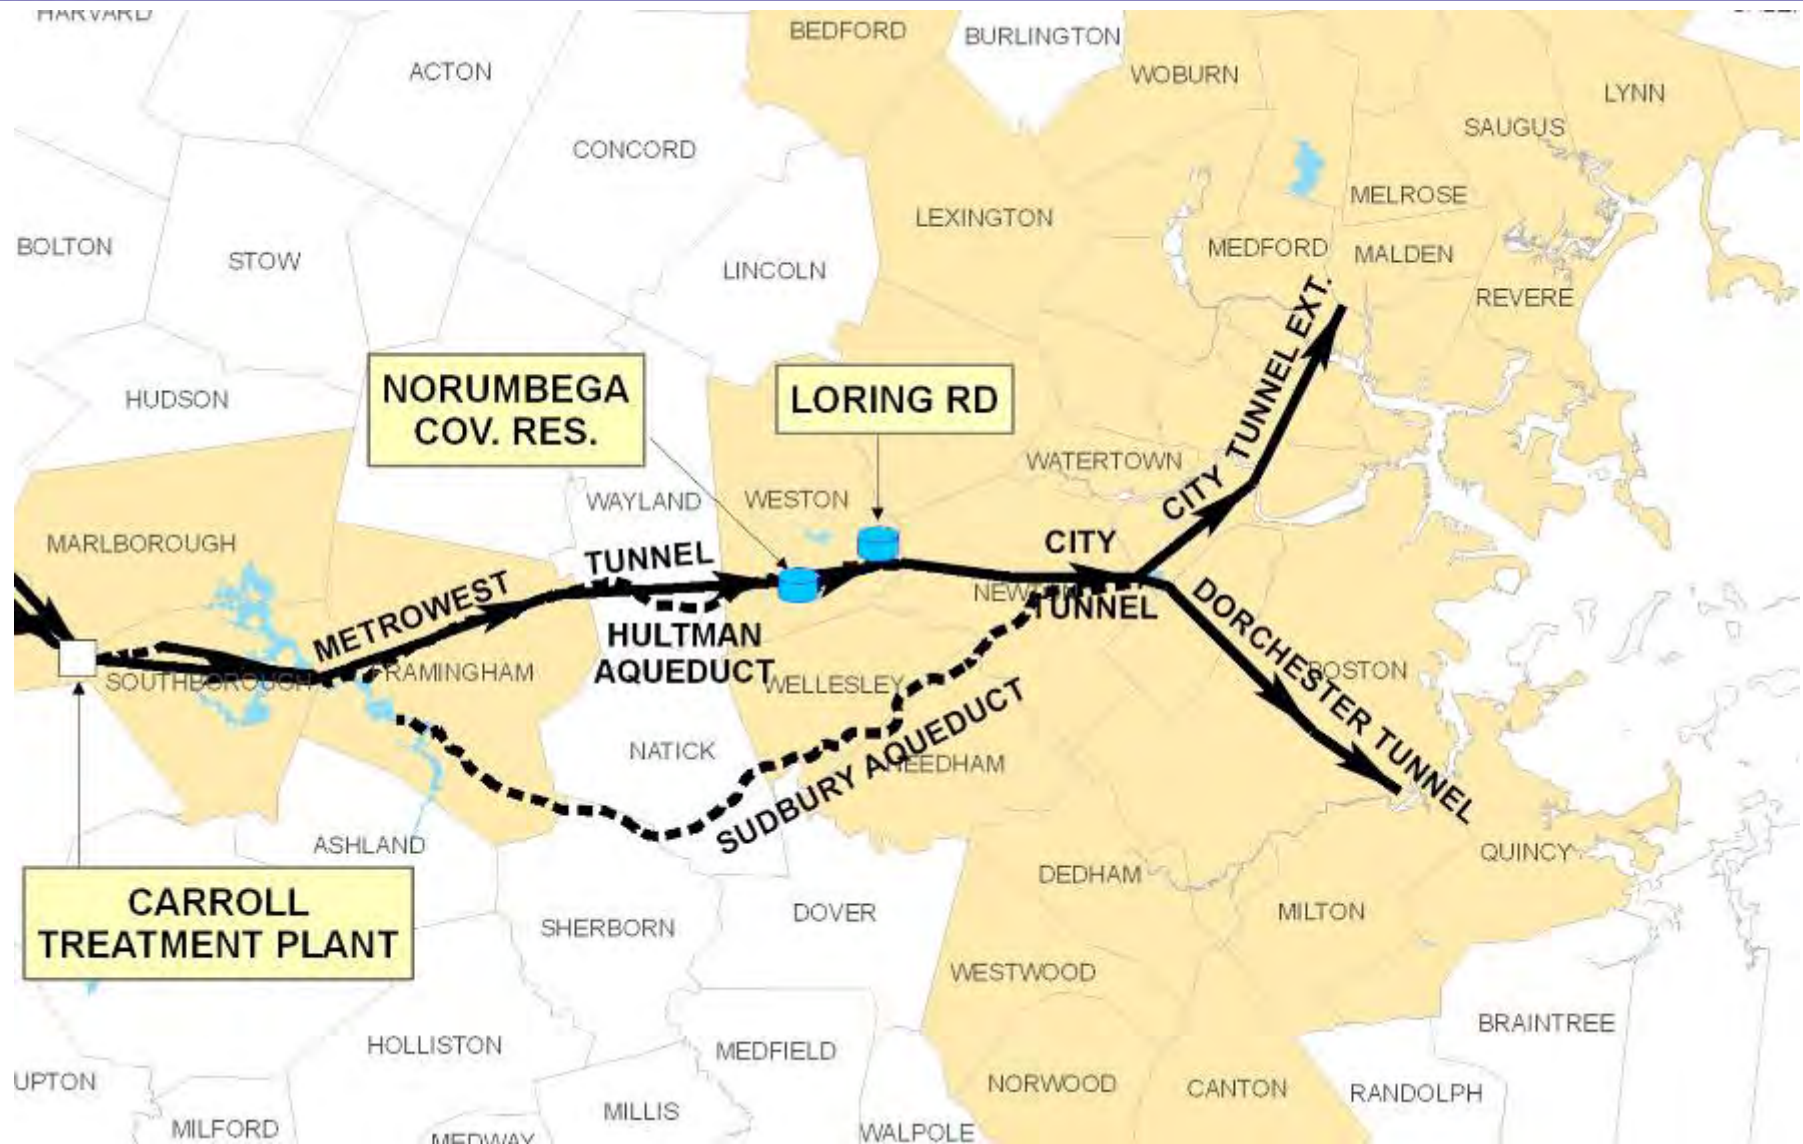 HARVARD
BEDFORD
BURLINGTON
ACTON
WOBURN
LYNN
SAUGUS
CONCORD
MELROSE
LEXINGTON
BOLTON
STOW
LINCOLN
MEDFORD
MALDEN
REVERE
HUDSON
NORUMBEGA
COV. RES.
LORING RD
CITY TUNNEL EXT.
WATERTOWN
WAYLAND
WESTON
MARLBOROUGH
CITY
TUNNEL
METROWEST
TUNNEL
HULTMAN
AQUEDUCT
DORCHESTER TUNNEL
SOUTHBOROUGH
FRAMINGHAM
WELLESLEY
BOSTON
NATICK
SUDBURY AQUEDUCT
NEEDHAM
ASHLAND
QUINCY
DEDHAM
CARROLL
TREATMENT PLANT
SHERBORN
DOVER
MILTON
WESTWOOD
BRAINTREE
HOLLISTON
MEDFIELD
UPTON
NORWOOD
CANTON
RANDOLPH
MILLIS
MILFORD
MEDWAY
WALPOLE